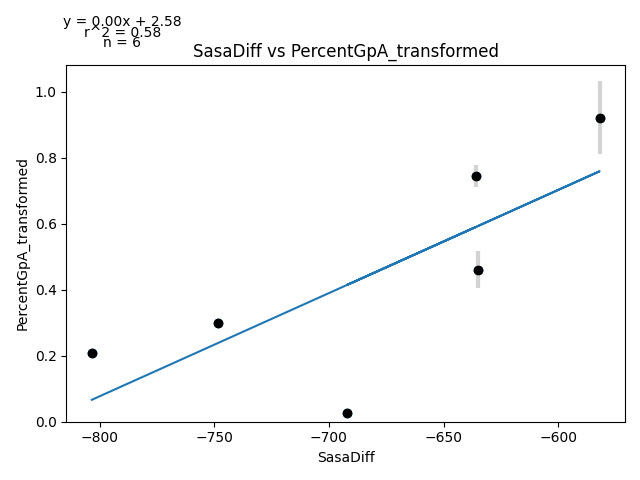 y = 0.00x + 2.58
r^2 = 0.58
n = 6
SasaDiff vs PercentGpA_transformed
1.0
0.8
0.6
0.4
0.2
0.0
PercentGpA_transformed
−800
−750
−700
−650
−600
SasaDiff